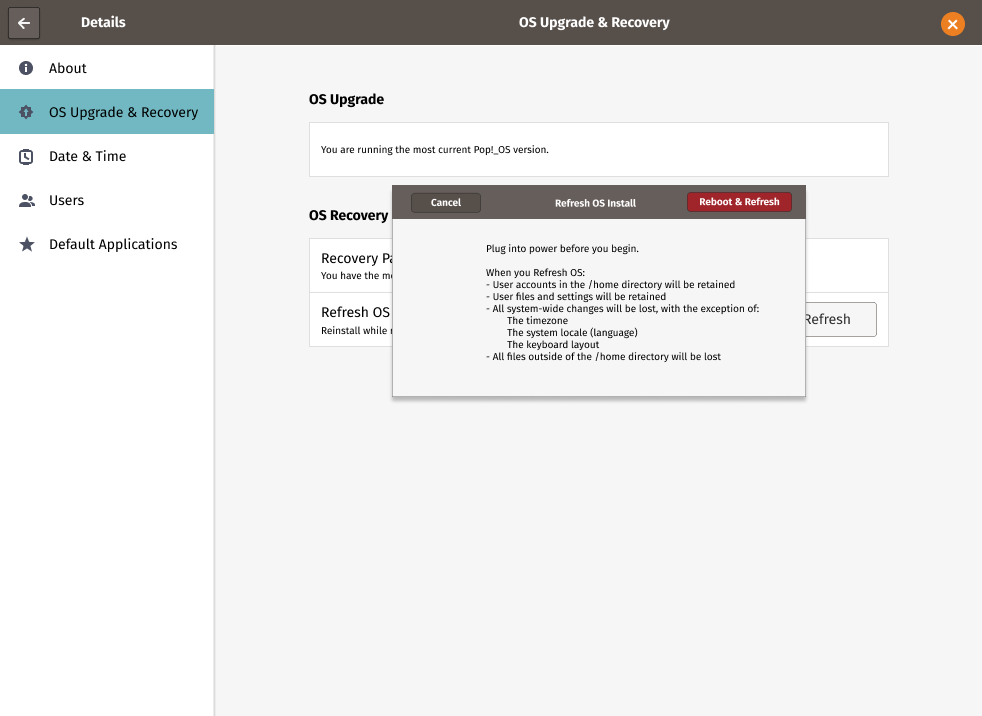 Details
OS Upgrade & Recovery
About
OS Upgrade & Recovery
Date & Time
Users
Default Applications
OS Upgrade
You are running the most current Pop!_OS version.
OS Recovery
Recovery
You have the
Refresh OS
Reinstall while
Refresh
Cancel
Refresh OS Install
Reboot & Refresh
Plug into power before you begin.
When you Refresh OS:
- User accounts in the /home directory will be retained
- User files and settings will be retained
- All system-wide changes will be lost, with the exception of:
The timezone
The system locale (language)
The keyboard layout
- All files outside of the /home directory will be lost